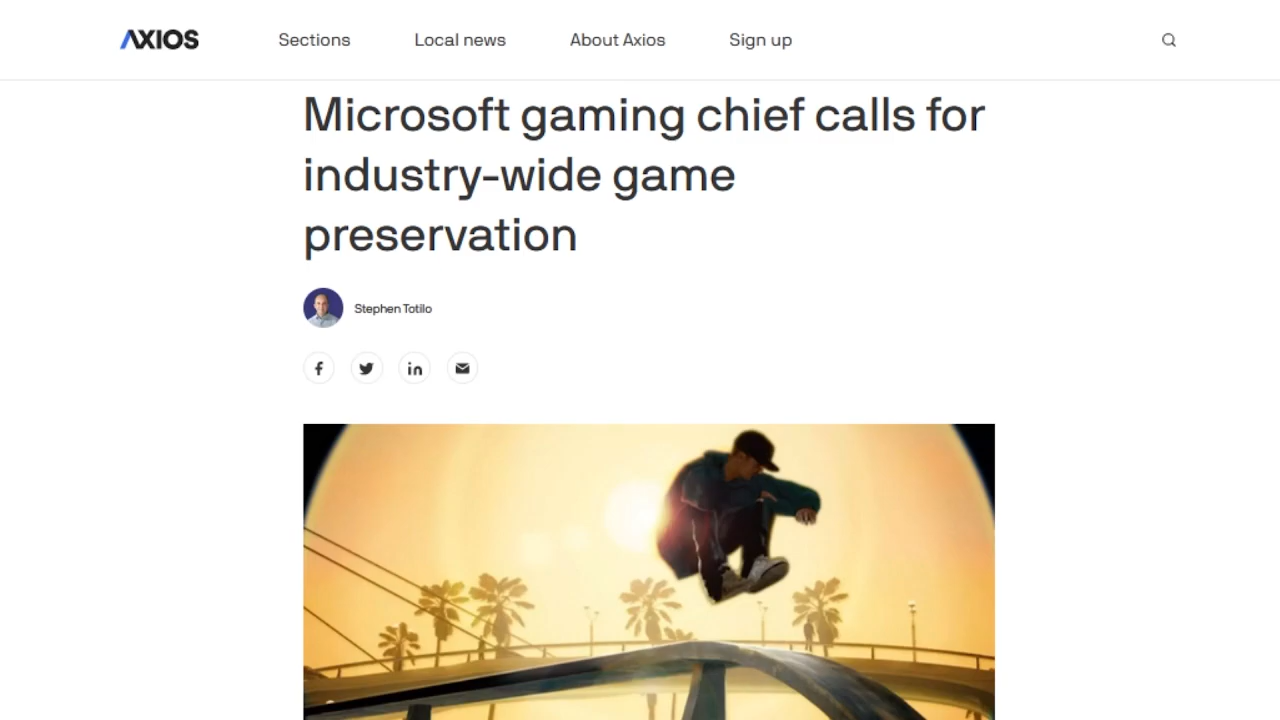 AXIOS Sections Local news About Axios Sign up
Microsoft gaming chief calls for
industry-wide game
preservation
Stephen Totilo